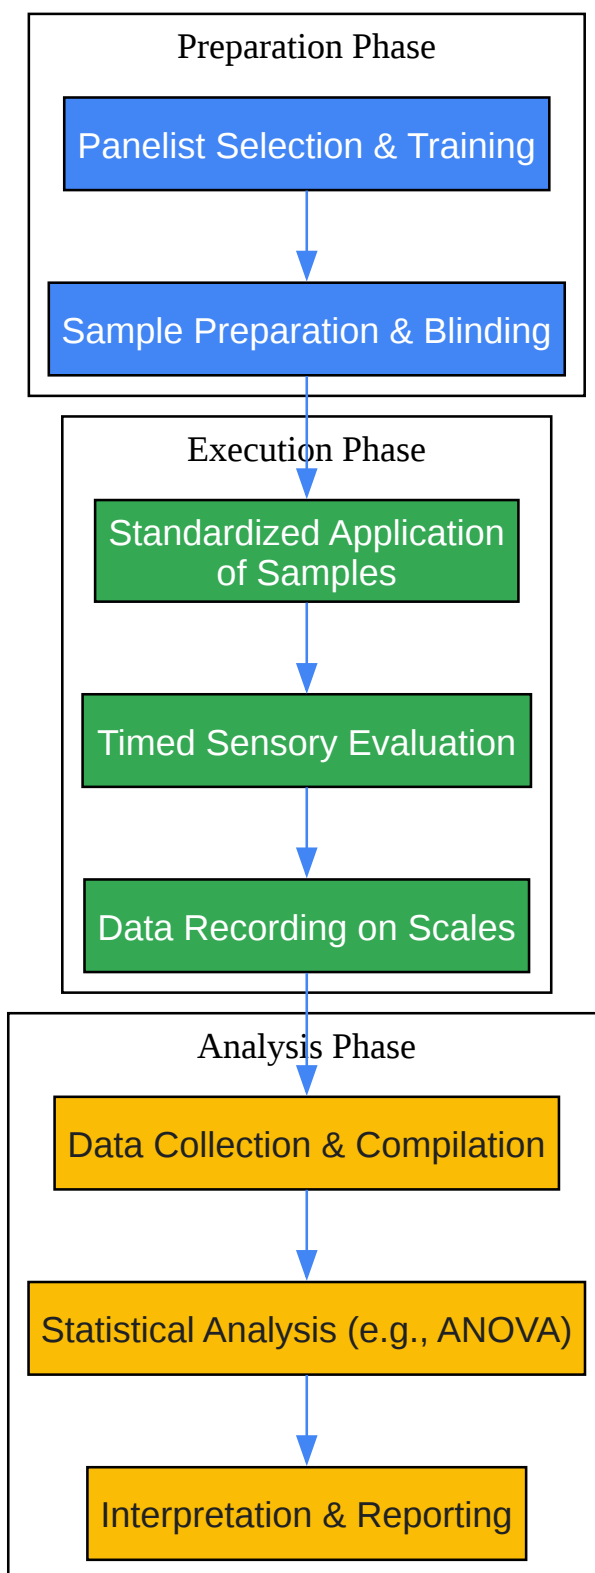 Preparation Phase
Panelist Selection & Training
Sample Preparation & Blinding
Execution Phase
Standardized Application
of Samples
Timed Sensory Evaluation
Data Recording on Scales
Analysis Phase
Data Collection & Compilation
Statistical Analysis (e.g., ANOVA)
Interpretation & Reporting